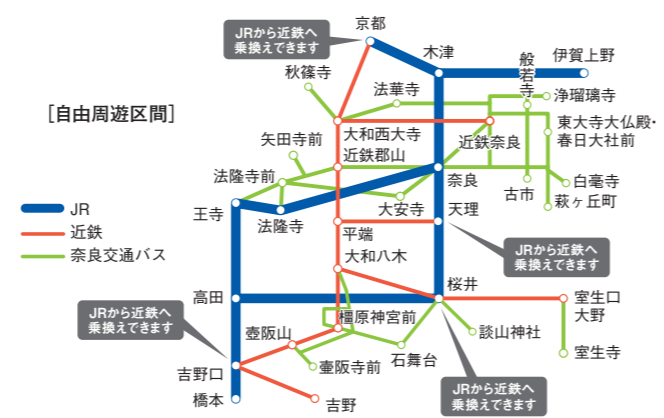 京都
JRから近鉄へ
乗換えできます
木津
伊賀上野
般若寺
秋篠寺
法華寺
浄瑠璃寺
[自由周遊区間]
大和西大寺
近鉄奈良
東大寺大仏殿・
春日大社前
矢田寺前
近鉄郡山
法隆寺前
奈良
白毫寺
古市
萩ヶ丘町
大安寺
王寺
法隆寺
天理
JR
近鉄
奈良交通バス
平端
JRから近鉄へ
乗換えできます
大和八木
桜井
高田
室生口
大野
JRから近鉄へ
乗換えできます
橿原神宮前
談山神社
壺阪山
石舞台
室生寺
壺阪寺前
吉野口
JRから近鉄へ
乗換えできます
橋本
吉野